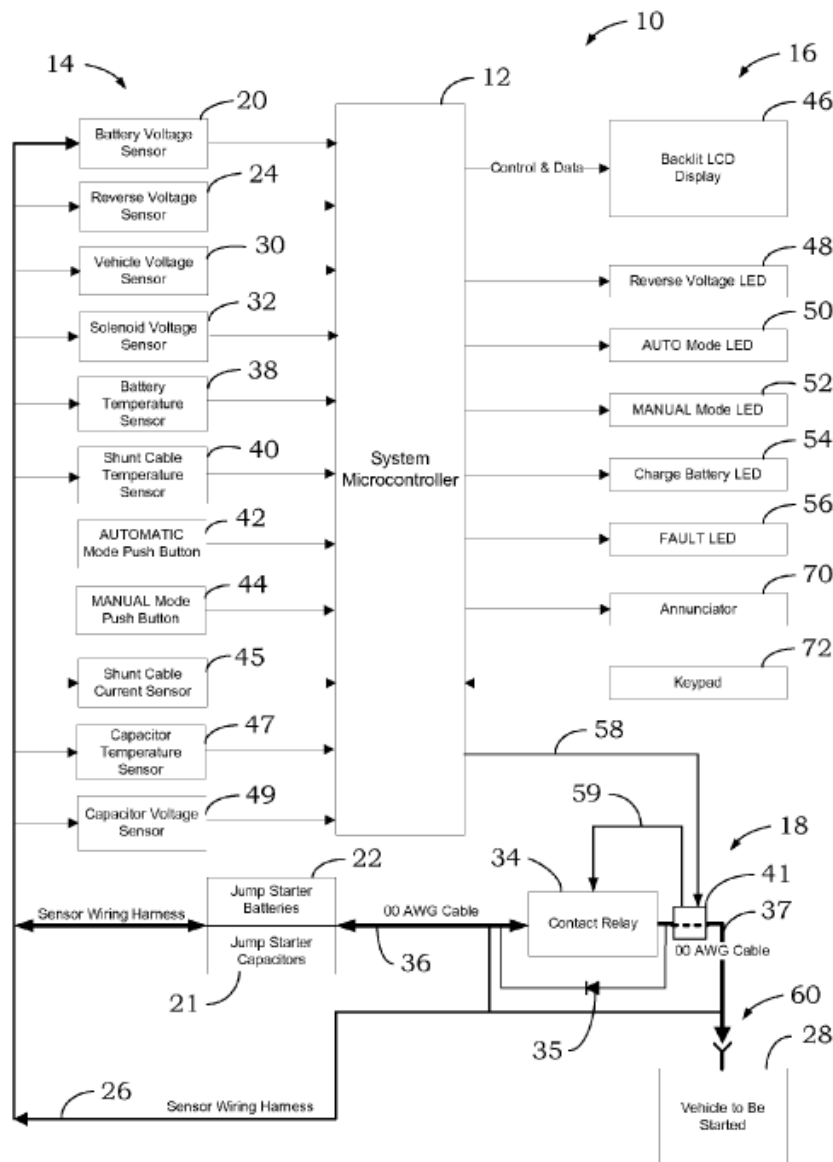 10
14
12
16
20
46
Battery Voltage
Sensor
Control & Data
Backlit LCD
Display
24
Reverse Voltage
Sensor
30
48
Vehicle Voltage
Sensor
Reverse Voltage LED
32
50
Solenoid Voltage
Sensor
AUTO Mode LED
38
52
Battery
Temperature
Sensor
MANUAL Mode LED
40
54
Shunt Cable
Temperature
Sensor
System
Microcontroller
Charge Battery LED
42
56
AUTOMATIC
Mode Push Button
FAULT LED
44
70
MANUAL Mode
Push Button
Annunciator
45
72
Shunt Cable
Current Sensor
Keypad
47
58
Capacitor
Temperature
Sensor
49
59
Capacitor Voltage
Sensor
18
22
34
41
Jump Starter
Batteries
Sensor Wiring Harness
00 AWG Cable
Contact Relay
37
Jump Starter
Capacitors
36
00 AWG Cable
21
35
60
28
26
Sensor Wiring Harness
Vehicle to Be
Started